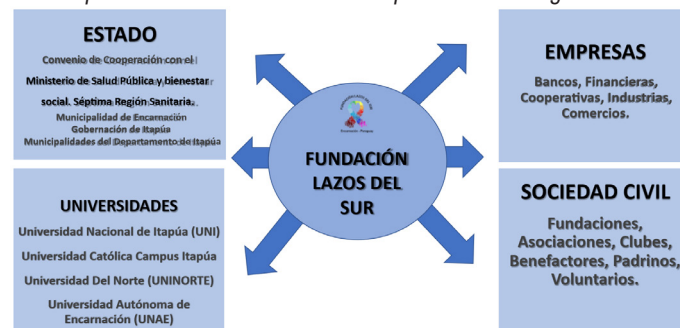 ESTADO
Convenio de Cooperación con el
Ministerio de Salud Pública y bienestar
social. Séptima Región Sanitaria.
Municipalidad de Encarnación
Gobernación de Itapúa
Municipalidades del Departamento de Itapúa
UNIVERSIDADES
Universidad Nacional de Itapúa (UNI)
Universidad Católica Campus Itapúa
Universidad Del Norte (UNINORTE)
Universidad Autónoma de
Encarnación (UNAE)
FUNDACIÓN
LAZOS DEL
SUR
EMPRESAS
Bancos, Financieras,
Cooperativas, Industrias,
Comercios.
SOCIEDAD CIVIL
Fundaciones,
Asociaciones, Clubes,
Benefactores, Padrinos,
Voluntarios.